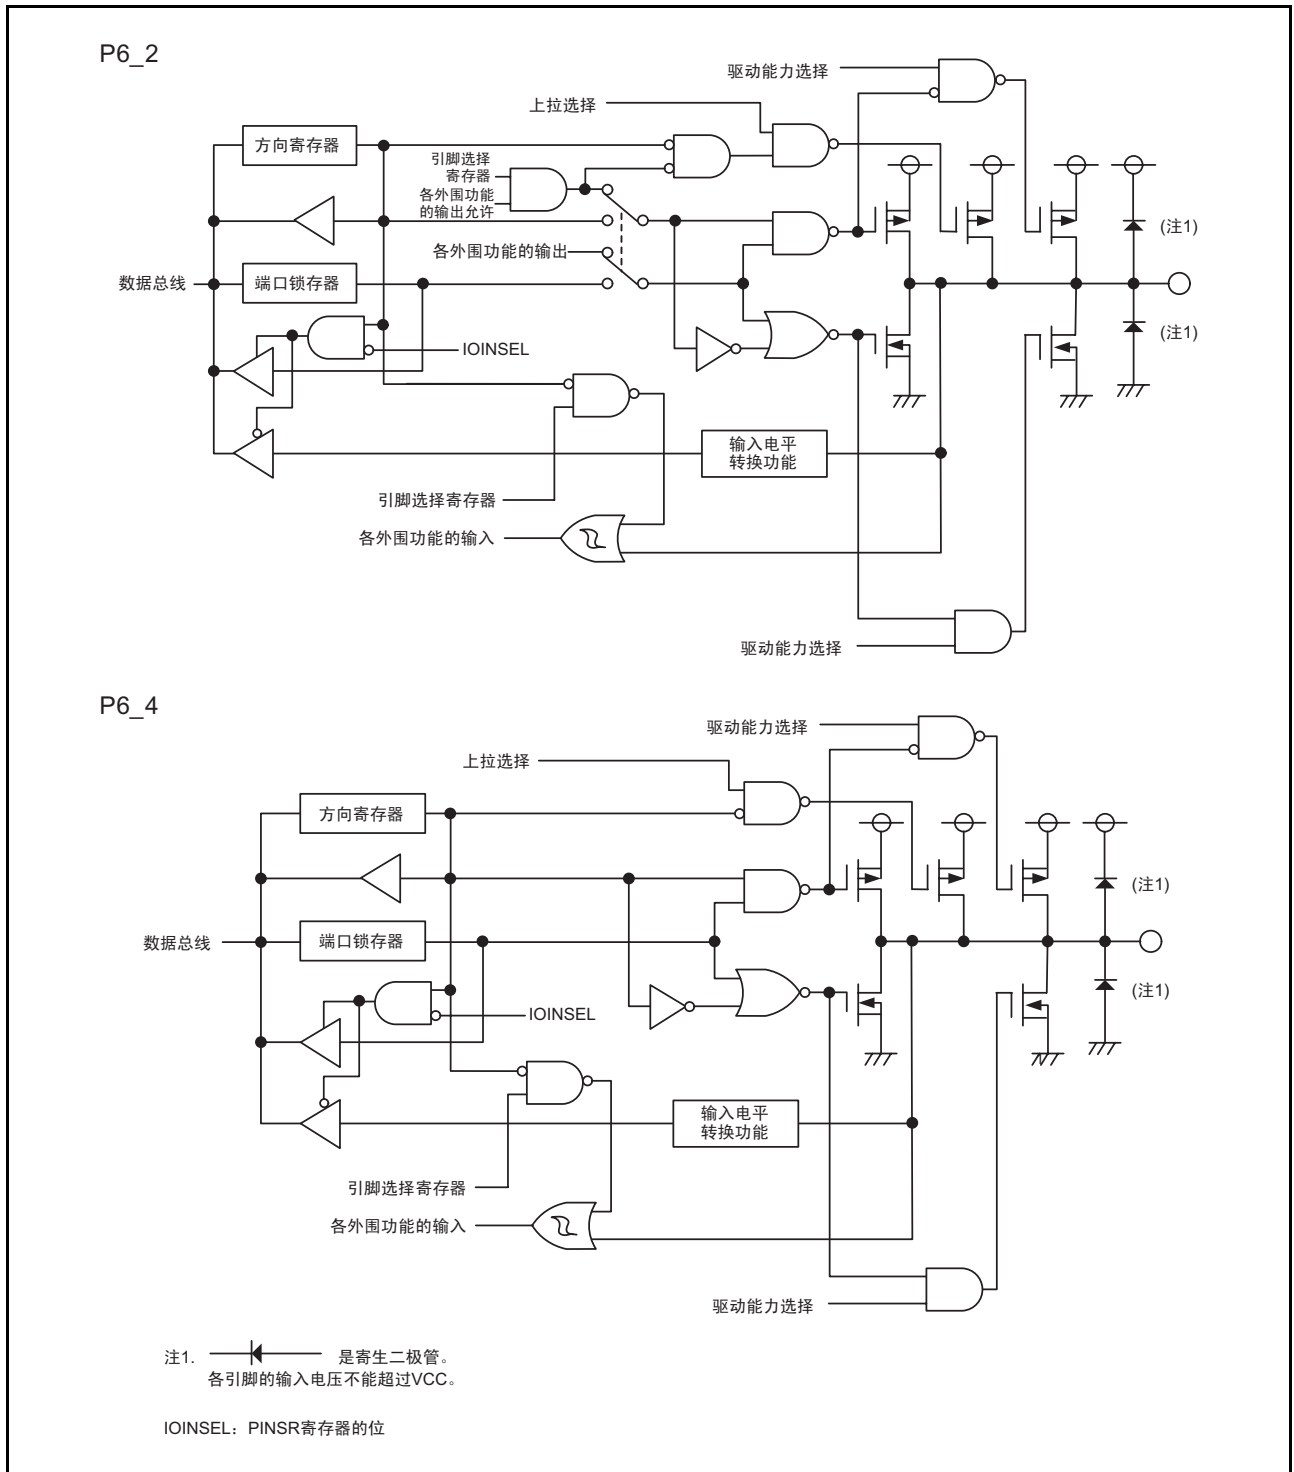 P6_2
驱动能力选择
上拉选择
方向寄存器
引脚选择
寄存器
各外围功能
的输出允许
(注1)
各外围功能的输出
数据总线
端口锁存器
(注1)
IOINSEL
输入电平
转换功能
引脚选择寄存器
各外围功能的输入
驱动能力选择
P6_4
驱动能力选择
上拉选择
方向寄存器
(注1)
数据总线
端口锁存器
(注1)
IOINSEL
输入电平
转换功能
引脚选择寄存器
各外围功能的输入
驱动能力选择
注1. 是寄生二极管。
各引脚的输入电压不能超过VCC。
IOINSEL：PINSR寄存器的位